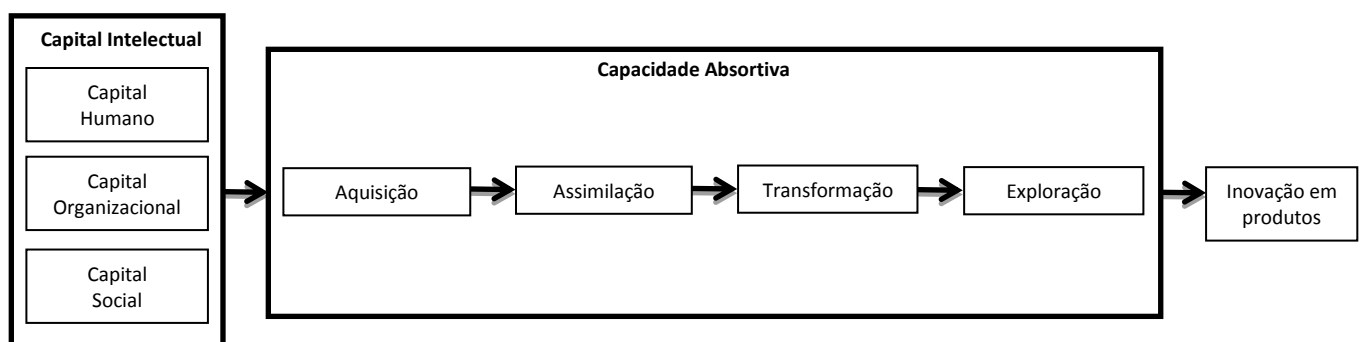 Capital Intelectual
Capital
Humano
Capital
Organizacional
Capital
Social
Capacidade Absortiva
Aquisição
Assimilação
Transformação
Exploração
Inovação em
produtos